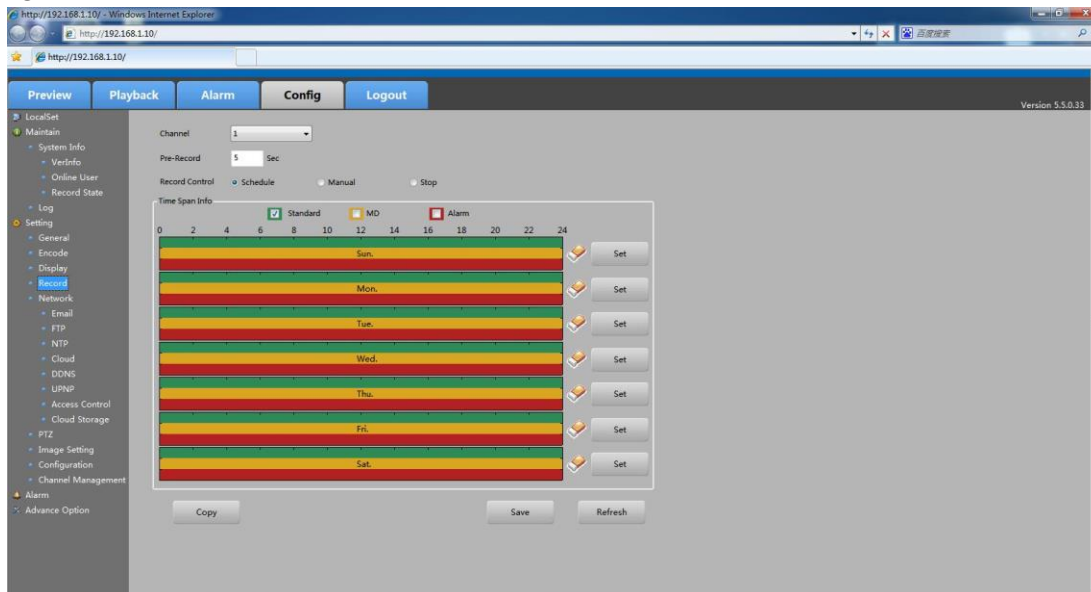 http://192.168.1.10/ - Windows Internet Explorer
http://192.168.1.10/
百度搜索
http://192.168.1.10/
Preview Playback Alarm Config Logout
Version 5.5.0.33
LocalSet
Maintain
System Info
VerInfo
Online User
Record State
Log
Setting
General
Encode
Display
Record
Network
Email
FTP
NTP
Cloud
DDNS
UPNP
Access Control
Cloud Storage
PTZ
Image Setting
Configuration
Channel Management
Alarm
Advance Option
Channel 1
Pre-Record 5 Sec
Record Control Schedule Manual Stop
Time Span Info
Standard MD Alarm
0 2 4 6 8 10 12 14 16 18 20 22 24
Sun. Set
Mon. Set
Tue. Set
Wed. Set
Thu. Set
Fri. Set
Sat. Set
Copy Save Refresh